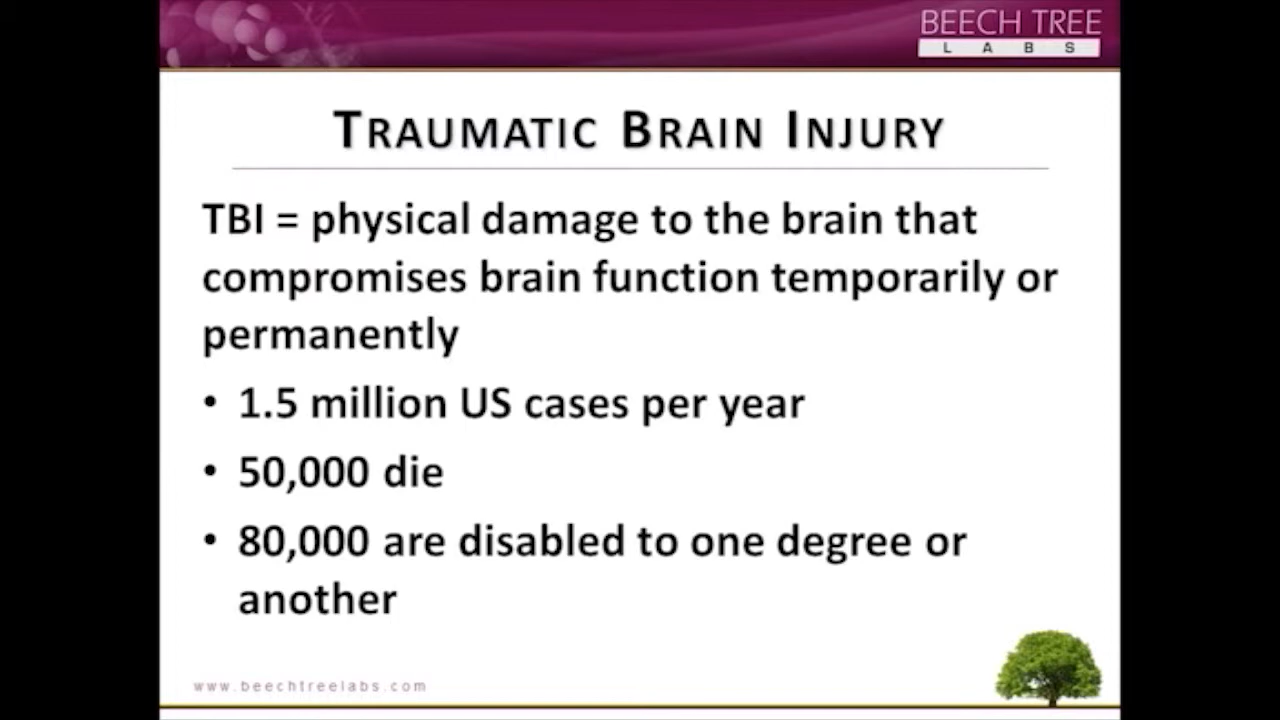 BEECH TREE
LABS
TRAUMATIC BRAIN INJURY
TBI = physical damage to the brain that
compromises brain function temporarily or
permanently
• 1.5 million US cases per year
• 50,000 die
• 80,000 are disabled to one degree or
another
www.beechtreelabs.com